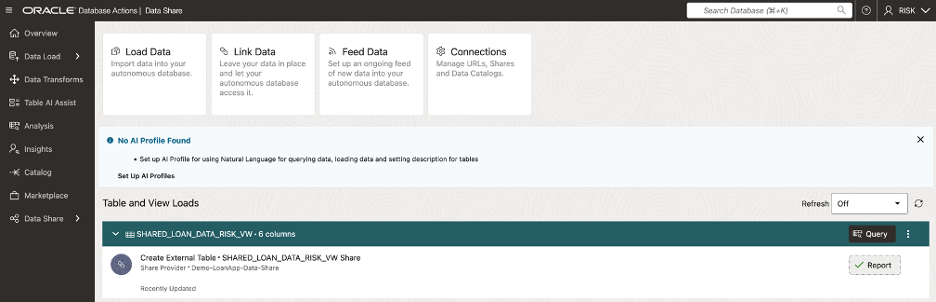 ORACLE Database Actions | Data Share
Search Database (⌘+K)
RISK
Overview
Data Load
Data Transforms
Table AI Assist
Analysis
Insights
Catalog
Marketplace
Data Share
Load Data
Import data into your
autonomous database.
Link Data
Leave your data in place
and let your
autonomous database
access it.
Feed Data
Set up an ongoing feed
of new data into your
autonomous database.
Connections
Manage URLs, Shares
and Data Catalogs.
No AI Profile Found
• Set up AI Profile for using Natural Language for querying data, loading data and setting description for tables
Set Up AI Profiles
Table and View Loads
Refresh Off
SHARED_LOAN_DATA_RISK_VW • 6 columns
Query
Create External Table • SHARED_LOAN_DATA_RISK_VW Share
Share Provider • Demo-LoanApp-Data-Share
Report
Recently Updated